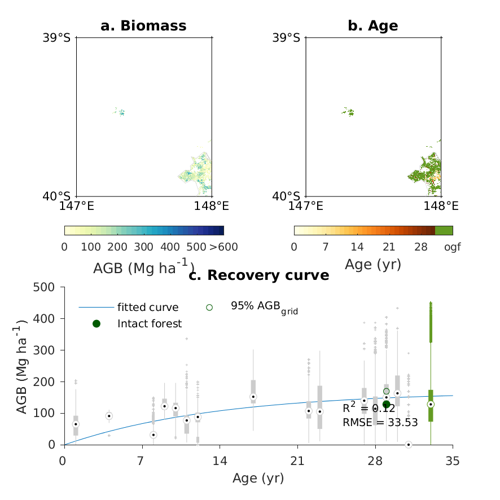 a. Biomass
b. Age
39°S
39°S
40°S
40°S
147°E
148°E
147°E
148°E
0 100 200 300 400 500 >600
0 7 14 21 28 ogf
AGB (Mg ha-1)
Age (yr)
c. Recovery curve
500
400
300
200
100
0
AGB (Mg ha-1)
fitted curve
95% AGBgrid
Intact forest
R2 = 0.12
RMSE = 33.53
0 7 14 21 28 35
Age (yr)